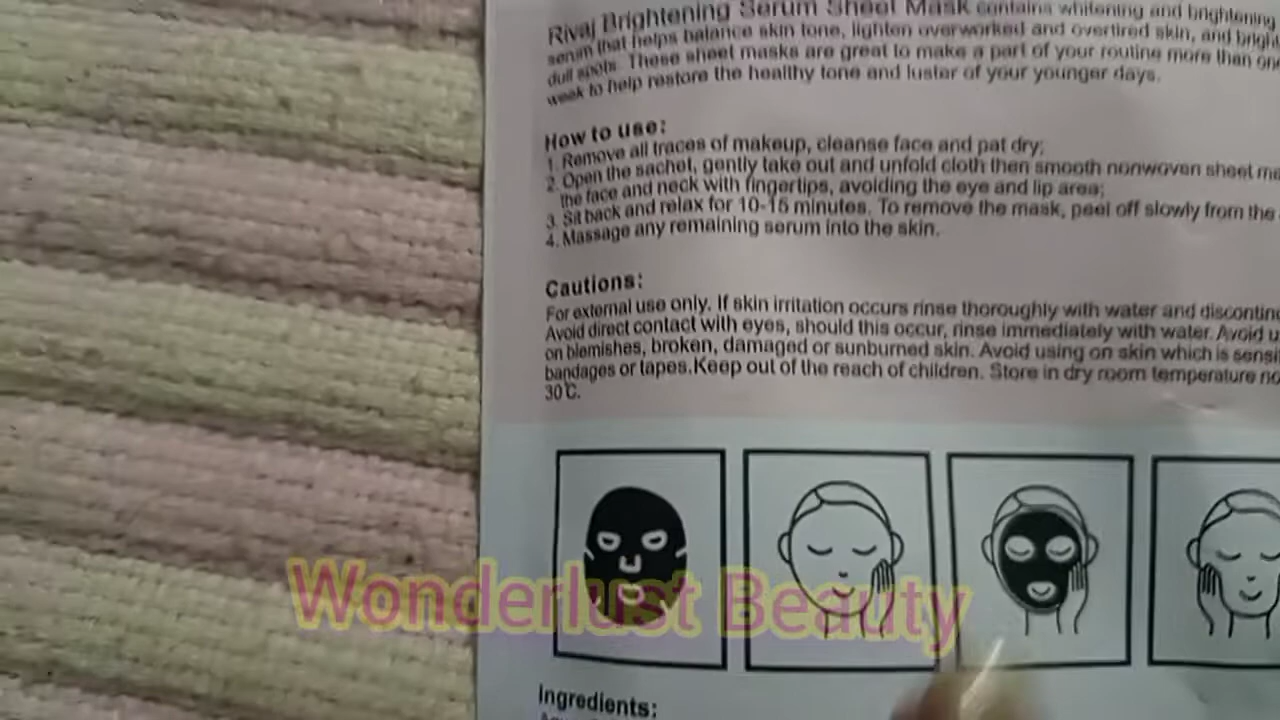 Rivaj Brightening Serum Sheet Mask contains whitening and brightening
serum that helps balance skin tone, lighten overworked and overtired skin, and
dull spots. These sheet masks are great to make a part of your routine more than
week to help restore the healthy tone and luster of your younger days.
How to use:
1. Remove all traces of makeup, cleanse face and pat dry;
2. Open the sachet, gently take out and unfold cloth then smooth nonwoven sheet
the face and neck with fingertips, avoiding the eye and lip area;
3. Sit back and relax for 10-15 minutes. To remove the mask, peel off slowly from the
4. Massage any remaining serum into the skin.
Cautions:
For external use only. If skin irritation occurs rinse thoroughly with water and
Avoid direct contact with eyes, should this occur, rinse immediately with water. Avoid
on blemishes, broken, damaged or sunburned skin. Avoid using on skin which is
bandages or tapes.Keep out of the reach of children. Store in dry room temperature
30℃.
Wonderlust Beauty
Ingredients: